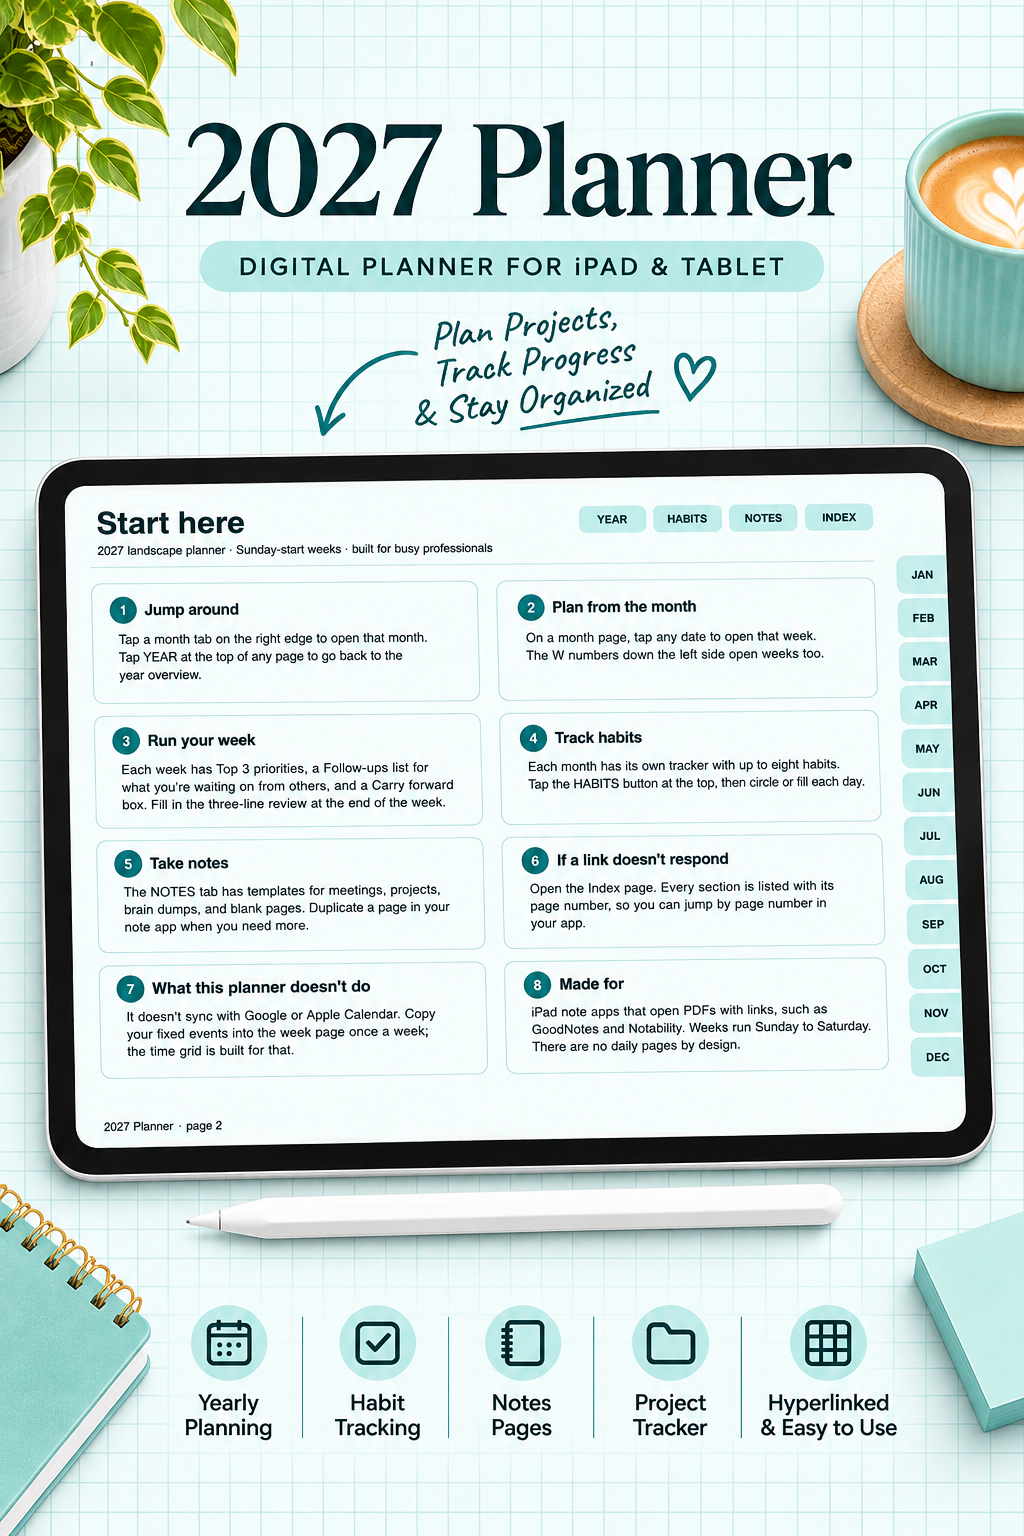 2027 Planner
DIGITAL PLANNER FOR iPAD & TABLET
Plan Projects,
Track Progress
& Stay Organized
Start here
2027 landscape planner · Sunday-start weeks · built for busy professionals
YEAR
HABITS
NOTES
INDEX
1 Jump around
Tap a month tab on the right edge to open that month.
Tap YEAR at the top of any page to go back to the
year overview.
2 Plan from the month
On a month page, tap any date to open that week.
The W numbers down the left side open weeks too.
3 Run your week
Each week has Top 3 priorities, a Follow-ups list for
what you're waiting on from others, and a Carry forward
box. Fill in the three-line review at the end of the week.
4 Track habits
Each month has its own tracker with up to eight habits.
Tap the HABITS button at the top, then circle or fill each day.
5 Take notes
The NOTES tab has templates for meetings, projects,
brain dumps, and blank pages. Duplicate a page in your
note app when you need more.
6 If a link doesn't respond
Open the Index page. Every section is listed with its
page number, so you can jump by page number in
your app.
7 What this planner doesn't do
It doesn't sync with Google or Apple Calendar. Copy
your fixed events into the week page once a week;
the time grid is built for that.
8 Made for
iPad note apps that open PDFs with links, such as
GoodNotes and Notability. Weeks run Sunday to Saturday.
There are no daily pages by design.
JAN
FEB
MAR
APR
MAY
JUN
JUL
AUG
SEP
OCT
NOV
DEC
2027 Planner · page 2
Yearly
Planning
Habit
Tracking
Notes
Pages
Project
Tracker
Hyperlinked
& Easy to Use